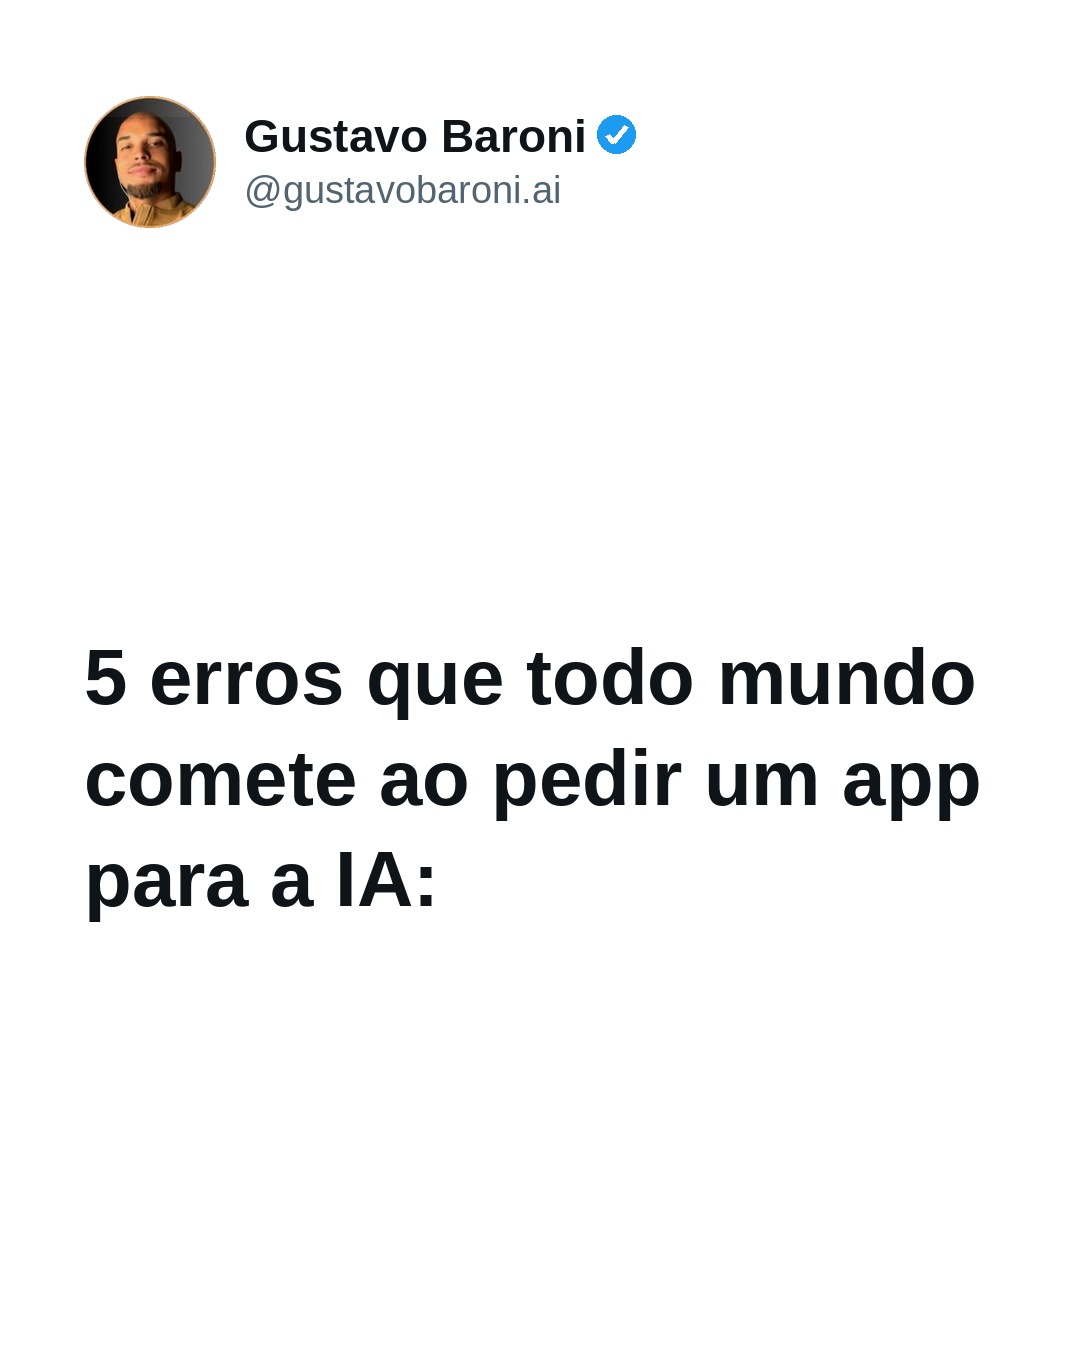 Gustavo Baroni
@gustavobaroni.ai
5 erros que todo mundo
comete ao pedir um app
para a IA: